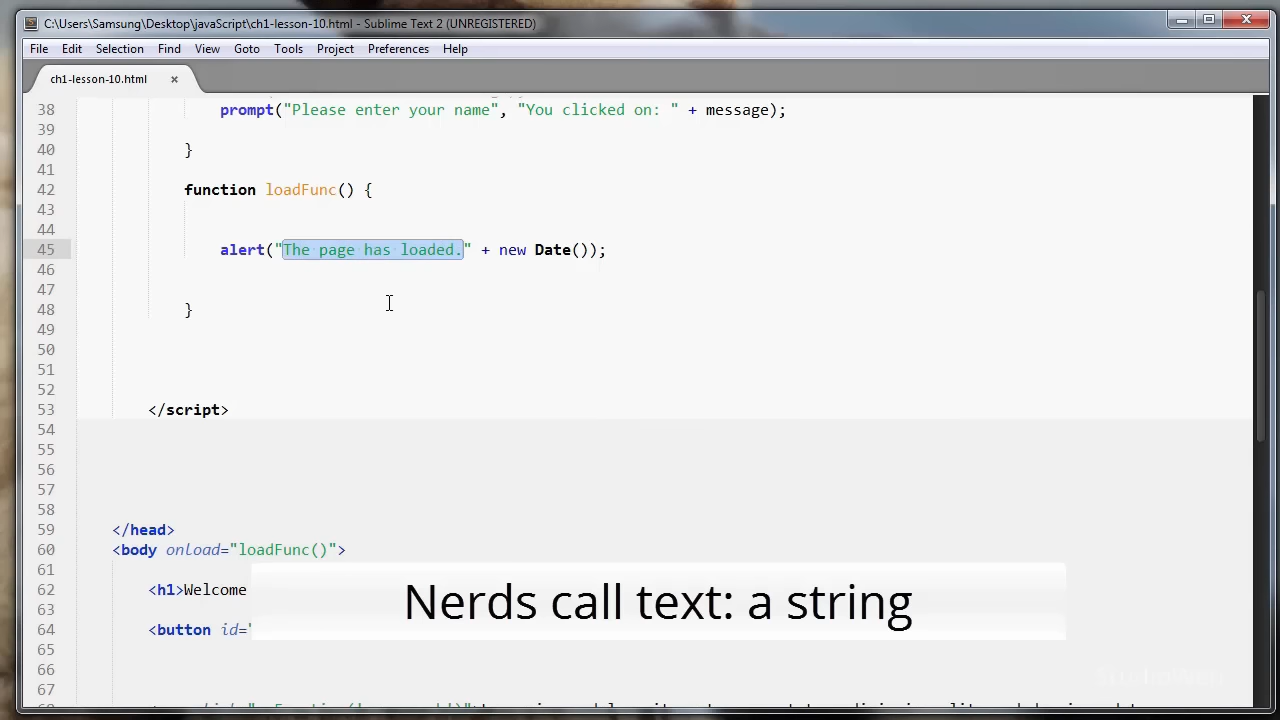 C:\Users\Samsung\Desktop\javaScript\ch1-lesson-10.html - Sublime Text 2 (UNREGISTERED)
File Edit Selection Find View Goto Tools Project Preferences Help
ch1-lesson-10.html ×
38 prompt("Please enter your name", "You clicked on: " + message);
39
40 }
41
42 function loadFunc() {
43
44
45 alert("The page has loaded." + new Date());
46
47
48 }
49
50
51
52
53 </script>
54
55
56
57
58
59 </head>
60 <body onload="loadFunc()">
61
62 <h1>Welcome
63
64 <button id='
65
66
67
Nerds call text: a string